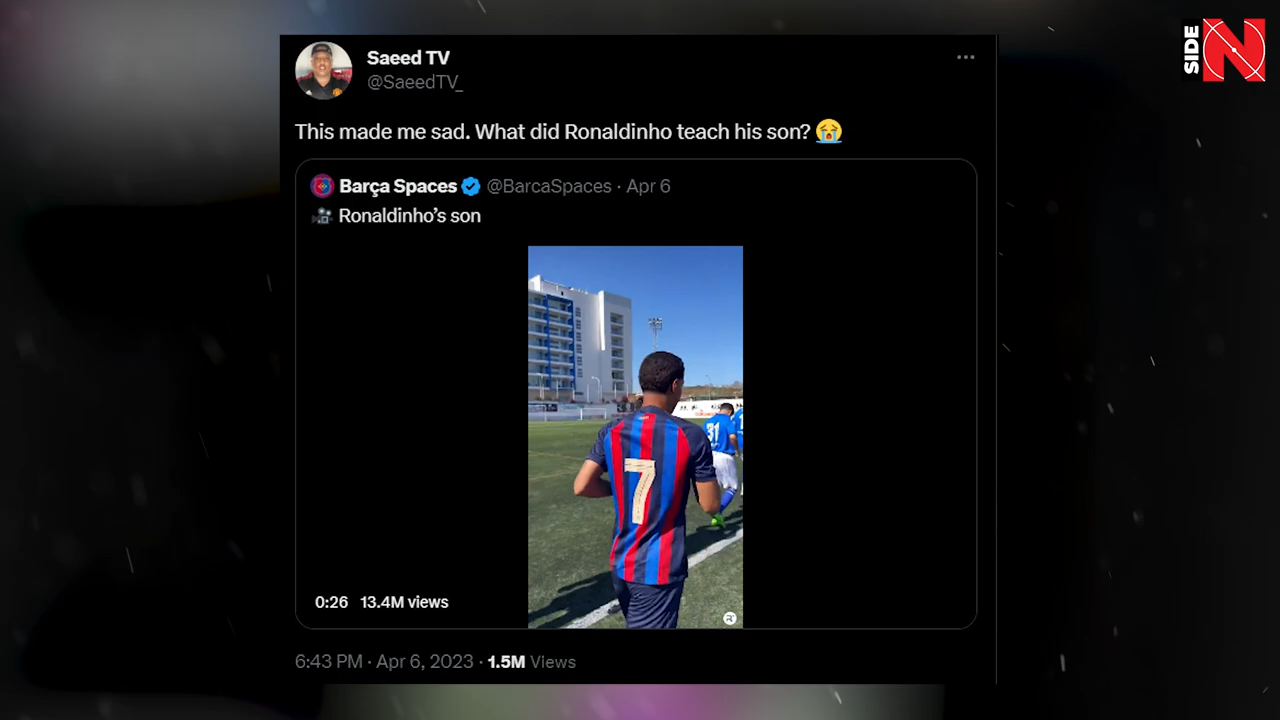 SIDE N
Saeed TV
@SaeedTV_
This made me sad. What did Ronaldinho teach his son? 😭
Barça Spaces @BarcaSpaces · Apr 6
🎥 Ronaldinho’s son
31
7
0:26 13.4M views
6:43 PM · Apr 6, 2023 · 1.5M Views